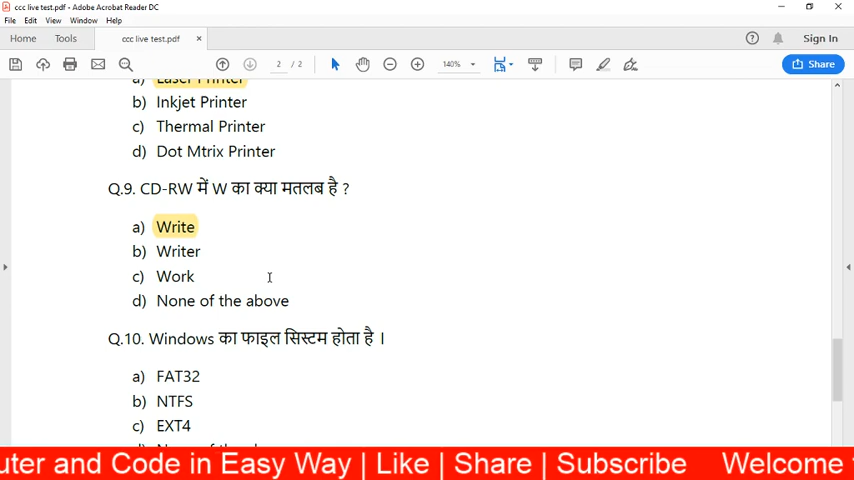 ccc live test.pdf - Adobe Acrobat Reader DC
File Edit View Window Help
Home Tools ccc live test.pdf × Sign In
2 / 2 140% Share
a) Laser Printer
b) Inkjet Printer
c) Thermal Printer
d) Dot Mtrix Printer
Q.9. CD-RW में W का क्या मतलब है ?
a) Write
b) Writer
c) Work
d) None of the above
Q.10. Windows का फाइल सिस्टम होता है ।
a) FAT32
b) NTFS
c) EXT4
uter and Code in Easy Way | Like | Share | Subscribe Welcome